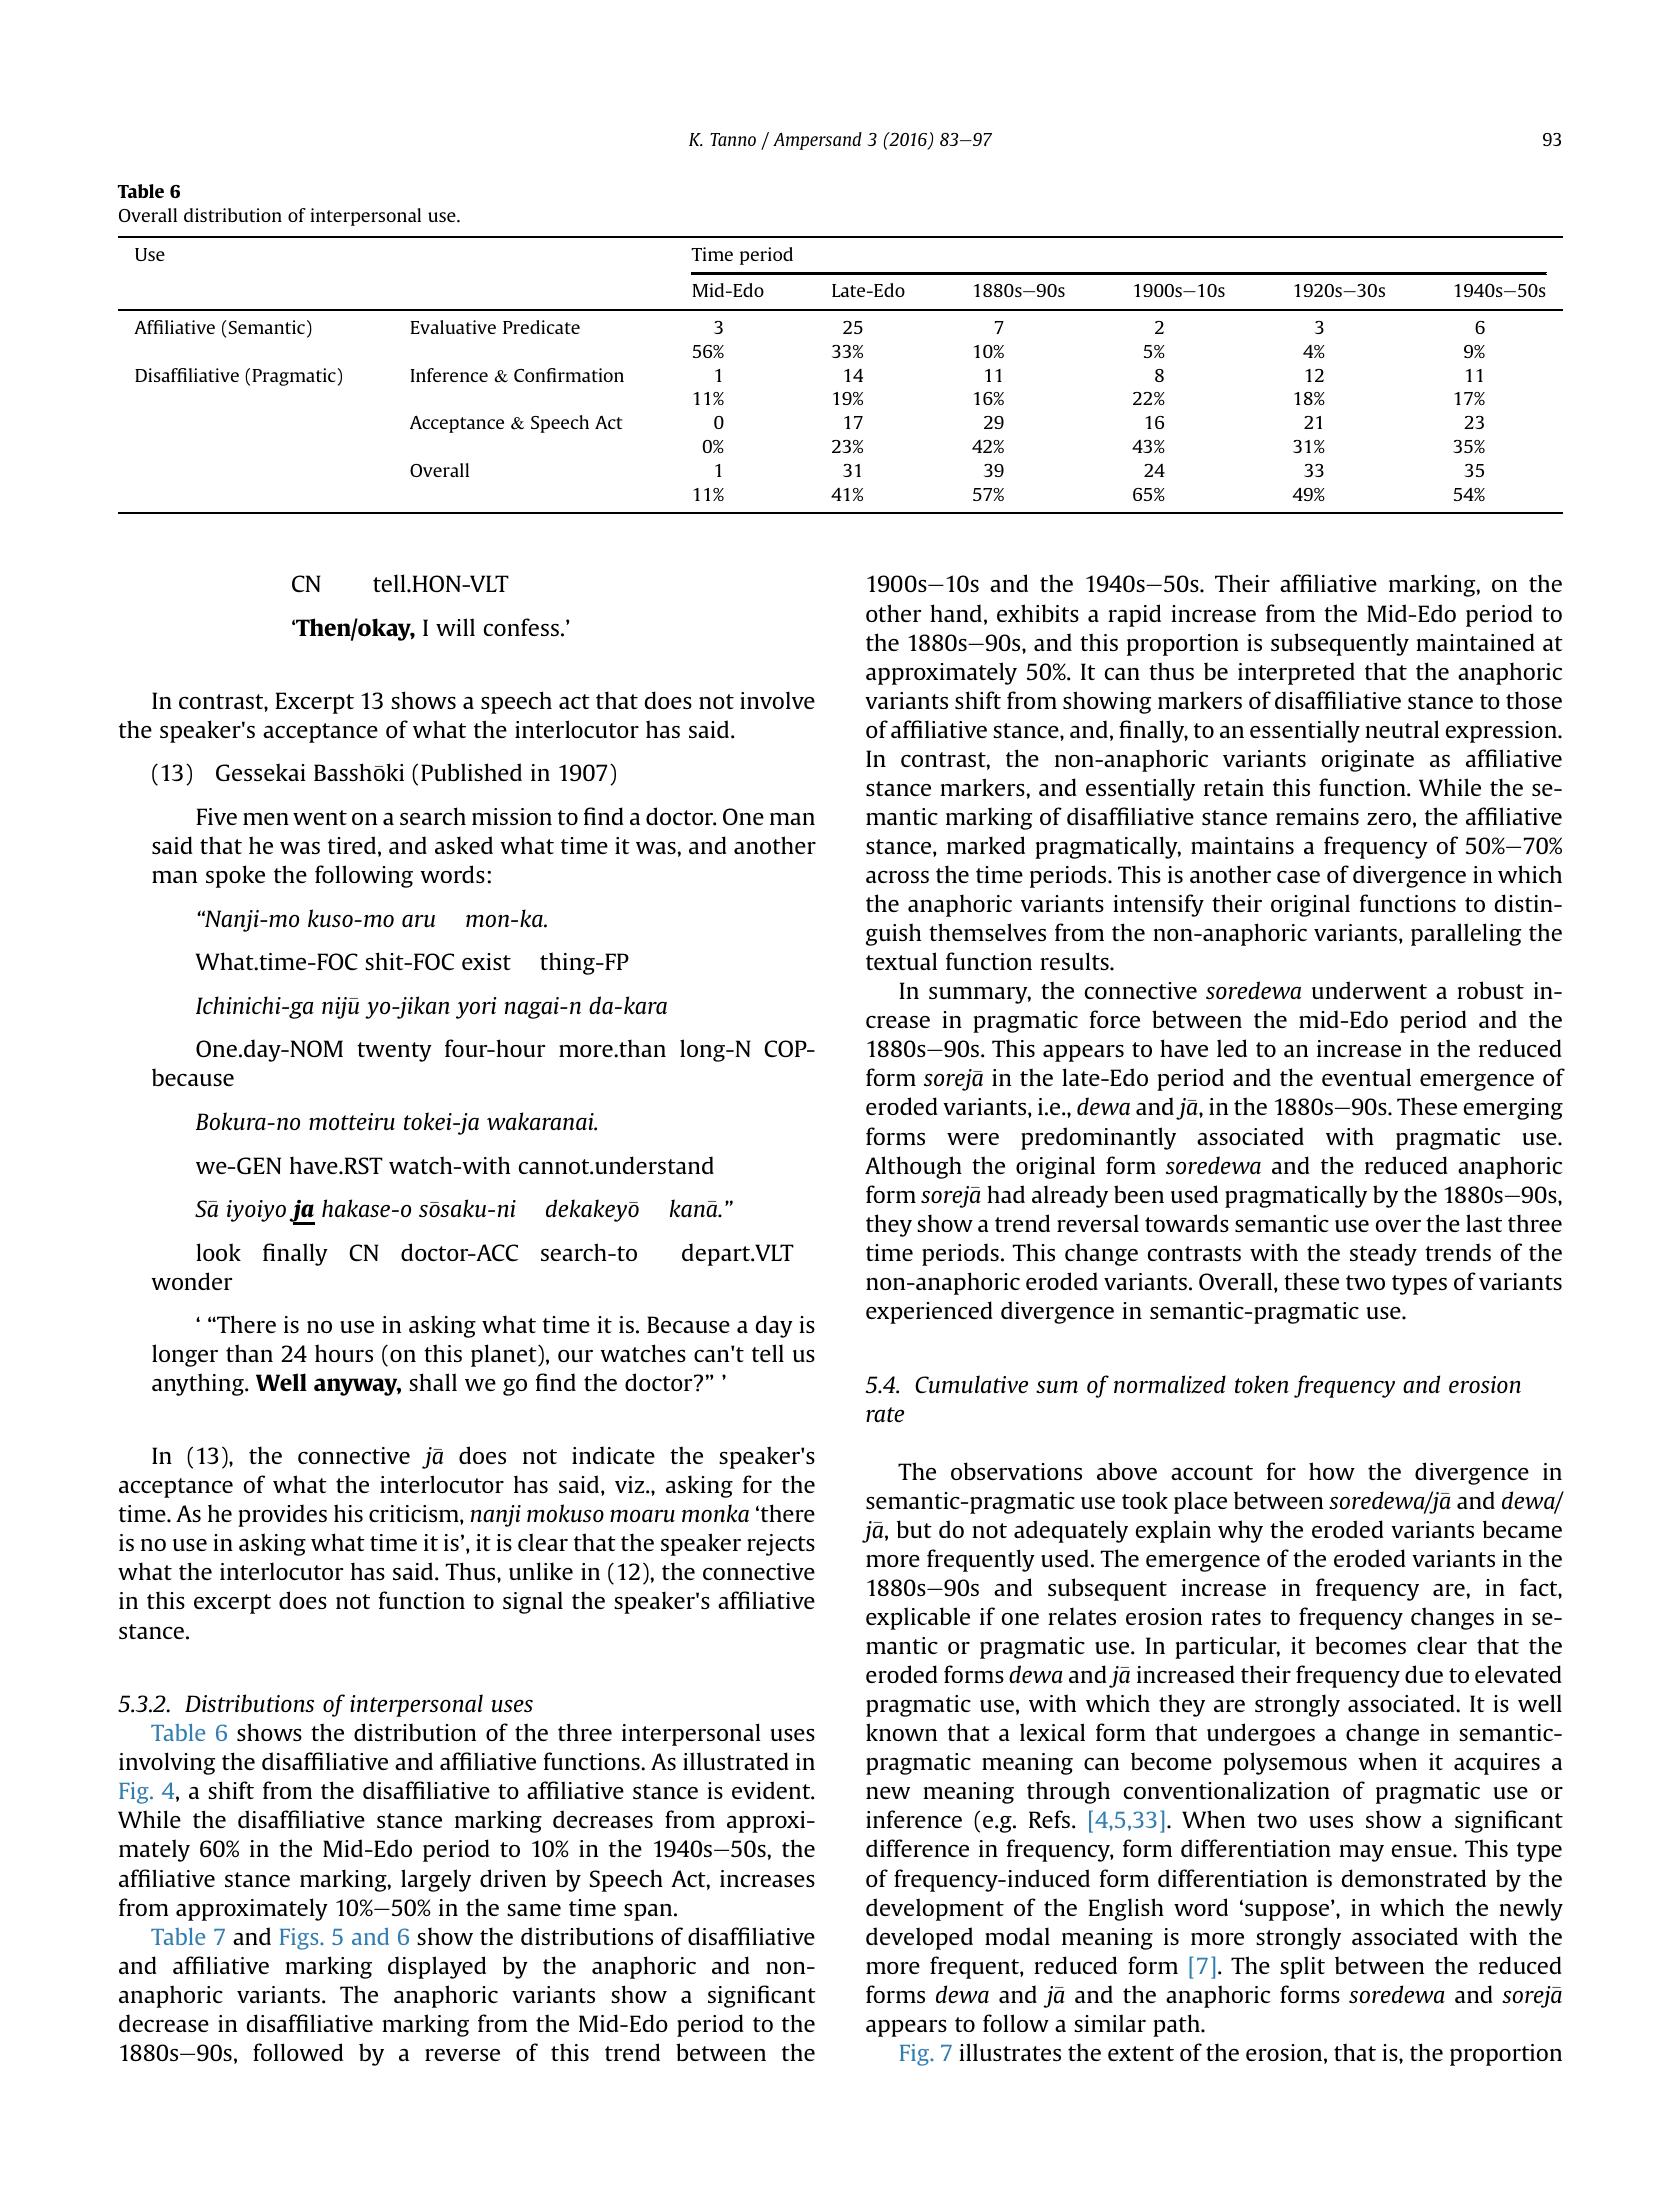 K. Tanno / Ampersand 3 (2016) 83–97
93
Table 6
Overall distribution of interpersonal use.
Use Time period
Mid-Edo Late-Edo 1880s–90s 1900s–10s 1920s–30s 1940s–50s
Affiliative (Semantic) Evaluative Predicate 3 25 7 2 3 6
56% 33% 10% 5% 4% 9%
Disaffiliative (Pragmatic) Inference & Confirmation 1 14 11 8 12 11
11% 19% 16% 22% 18% 17%
Acceptance & Speech Act 0 17 29 16 21 23
0% 23% 42% 43% 31% 35%
Overall 1 31 39 24 33 35
11% 41% 57% 65% 49% 54%
CN tell.HON-VLT
‘Then/okay, I will confess.’
In contrast, Excerpt 13 shows a speech act that does not involve
the speaker's acceptance of what the interlocutor has said.
(13) Gessekai Basshōki (Published in 1907)
Five men went on a search mission to find a doctor. One man
said that he was tired, and asked what time it was, and another
man spoke the following words:
“Nanji-mo kuso-mo aru mon-ka.
What.time-FOC shit-FOC exist thing-FP
Ichinichi-ga nijū yo-jikan yori nagai-n da-kara
One.day-NOM twenty four-hour more.than long-N COP-
because
Bokura-no motteiru tokei-ja wakaranai.
we-GEN have.RST watch-with cannot.understand
Sā iyoiyo ja hakase-o sōsaku-ni dekakeyō kanā.”
look finally CN doctor-ACC search-to depart.VLT
wonder
‘ “There is no use in asking what time it is. Because a day is
longer than 24 hours (on this planet), our watches can't tell us
anything. Well anyway, shall we go find the doctor?” ’
In (13), the connective jā does not indicate the speaker's
acceptance of what the interlocutor has said, viz., asking for the
time. As he provides his criticism, nanji mokuso moaru monka ‘there
is no use in asking what time it is’, it is clear that the speaker rejects
what the interlocutor has said. Thus, unlike in (12), the connective
in this excerpt does not function to signal the speaker's affiliative
stance.
5.3.2. Distributions of interpersonal uses
Table 6 shows the distribution of the three interpersonal uses
involving the disaffiliative and affiliative functions. As illustrated in
Fig. 4, a shift from the disaffiliative to affiliative stance is evident.
While the disaffiliative stance marking decreases from approxi-
mately 60% in the Mid-Edo period to 10% in the 1940s–50s, the
affiliative stance marking, largely driven by Speech Act, increases
from approximately 10%–50% in the same time span.
Table 7 and Figs. 5 and 6 show the distributions of disaffiliative
and affiliative marking displayed by the anaphoric and non-
anaphoric variants. The anaphoric variants show a significant
decrease in disaffiliative marking from the Mid-Edo period to the
1880s–90s, followed by a reverse of this trend between the
1900s–10s and the 1940s–50s. Their affiliative marking, on the
other hand, exhibits a rapid increase from the Mid-Edo period to
the 1880s–90s, and this proportion is subsequently maintained at
approximately 50%. It can thus be interpreted that the anaphoric
variants shift from showing markers of disaffiliative stance to those
of affiliative stance, and, finally, to an essentially neutral expression.
In contrast, the non-anaphoric variants originate as affiliative
stance markers, and essentially retain this function. While the se-
mantic marking of disaffiliative stance remains zero, the affiliative
stance, marked pragmatically, maintains a frequency of 50%–70%
across the time periods. This is another case of divergence in which
the anaphoric variants intensify their original functions to distin-
guish themselves from the non-anaphoric variants, paralleling the
textual function results.
In summary, the connective soredewa underwent a robust in-
crease in pragmatic force between the mid-Edo period and the
1880s–90s. This appears to have led to an increase in the reduced
form sorejā in the late-Edo period and the eventual emergence of
eroded variants, i.e., dewa and jā, in the 1880s–90s. These emerging
forms were predominantly associated with pragmatic use.
Although the original form soredewa and the reduced anaphoric
form sorejā had already been used pragmatically by the 1880s–90s,
they show a trend reversal towards semantic use over the last three
time periods. This change contrasts with the steady trends of the
non-anaphoric eroded variants. Overall, these two types of variants
experienced divergence in semantic-pragmatic use.
5.4. Cumulative sum of normalized token frequency and erosion
rate
The observations above account for how the divergence in
semantic-pragmatic use took place between soredewa/jā and dewa/
jā, but do not adequately explain why the eroded variants became
more frequently used. The emergence of the eroded variants in the
1880s–90s and subsequent increase in frequency are, in fact,
explicable if one relates erosion rates to frequency changes in se-
mantic or pragmatic use. In particular, it becomes clear that the
eroded forms dewa and jā increased their frequency due to elevated
pragmatic use, with which they are strongly associated. It is well
known that a lexical form that undergoes a change in semantic-
pragmatic meaning can become polysemous when it acquires a
new meaning through conventionalization of pragmatic use or
inference (e.g. Refs. [4,5,33]. When two uses show a significant
difference in frequency, form differentiation may ensue. This type
of frequency-induced form differentiation is demonstrated by the
development of the English word ‘suppose’, in which the newly
developed modal meaning is more strongly associated with the
more frequent, reduced form [7]. The split between the reduced
forms dewa and jā and the anaphoric forms soredewa and sorejā
appears to follow a similar path.
Fig. 7 illustrates the extent of the erosion, that is, the proportion